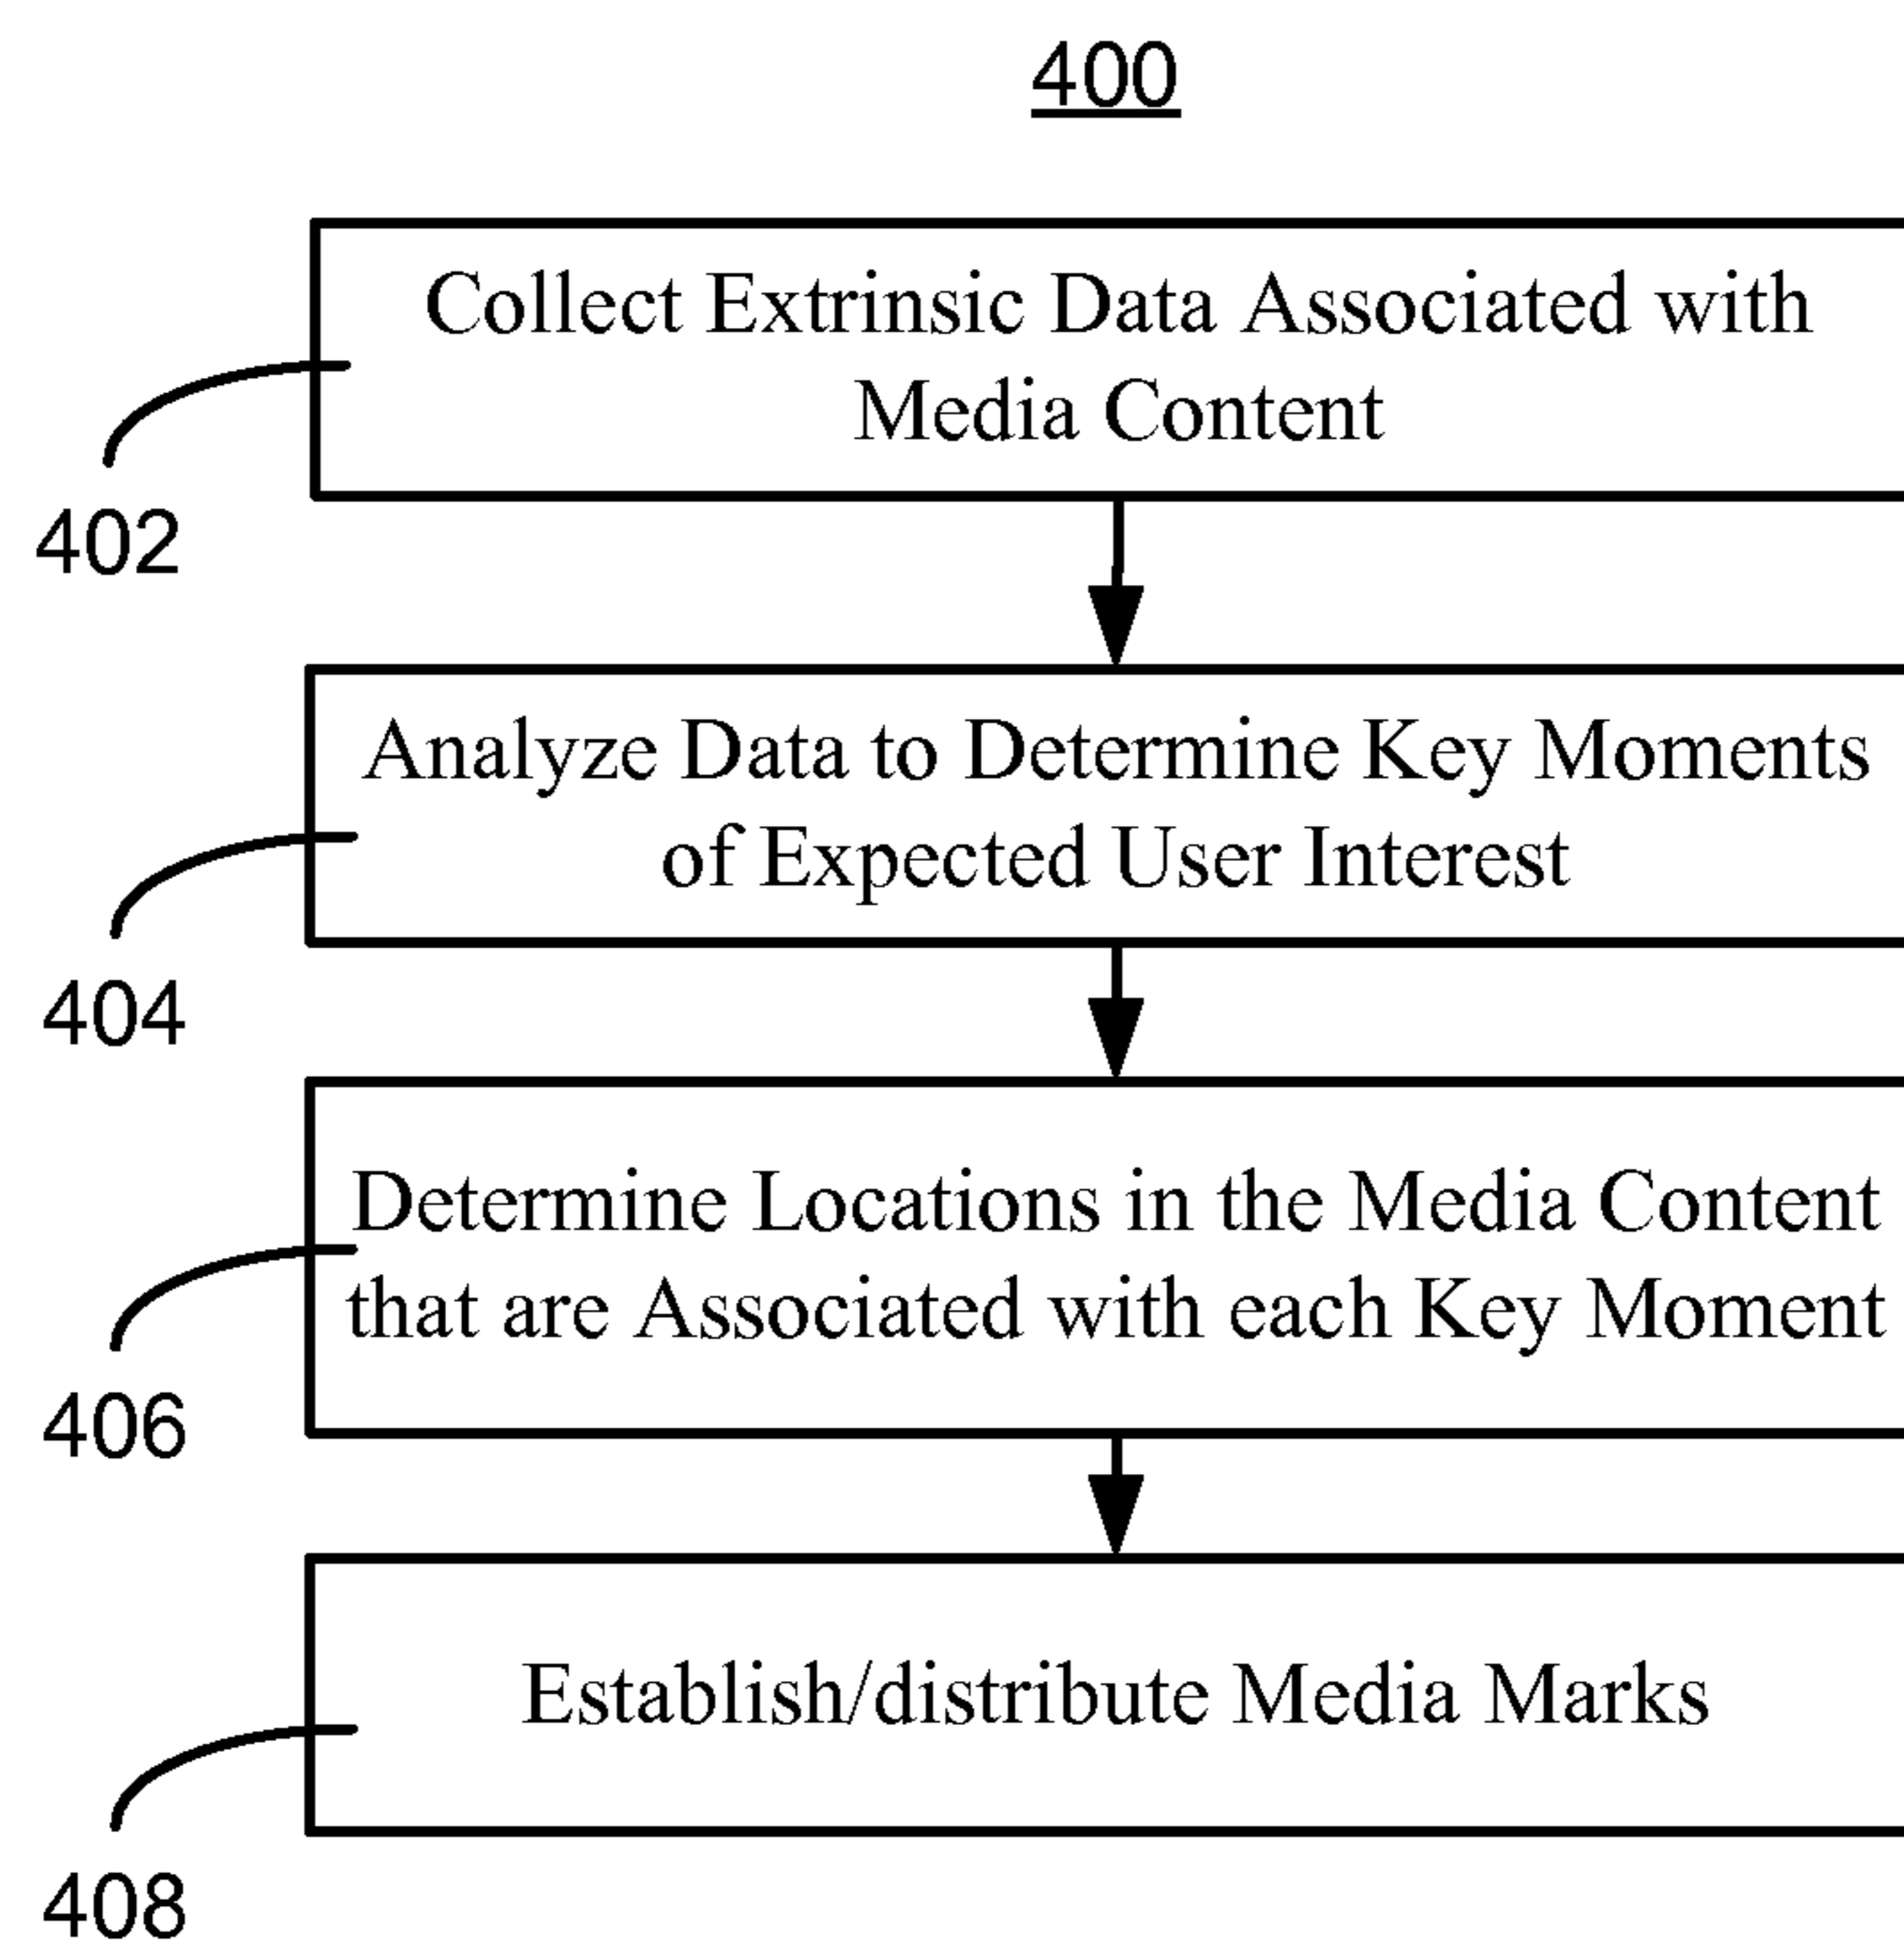 400
Collect Extrinsic Data Associated with
Media Content
402
Analyze Data to Determine Key Moments
of Expected User Interest
404
Determine Locations in the Media Content
that are Associated with each Key Moment
406
Establish/distribute Media Marks
408